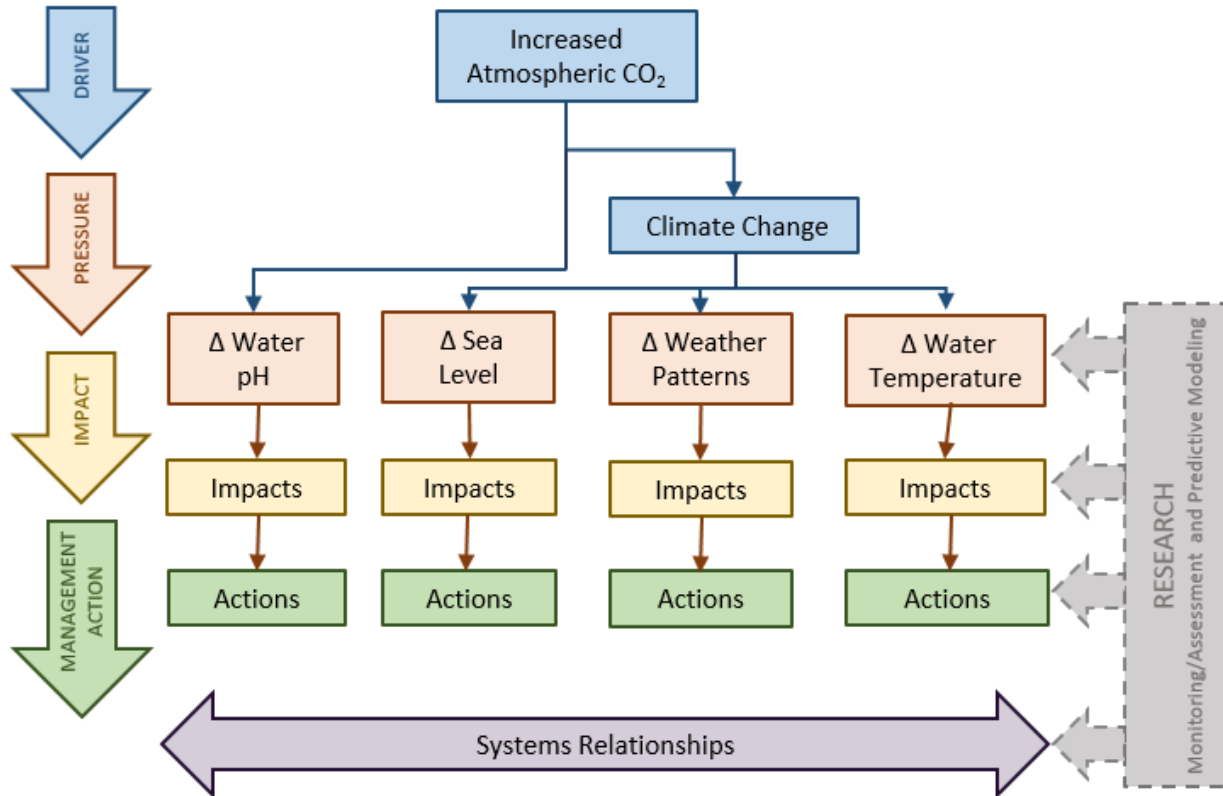 DRIVER
Increased
Atmospheric CO₂
PRESSURE
Climate Change
Δ Water
pH
Δ Sea
Level
Δ Weather
Patterns
Δ Water
Temperature
IMPACT
Impacts
Impacts
Impacts
Impacts
MANAGEMENT
ACTION
Actions
Actions
Actions
Actions
Systems Relationships
RESEARCH
Monitoring/Assessment and Predictive Modeling